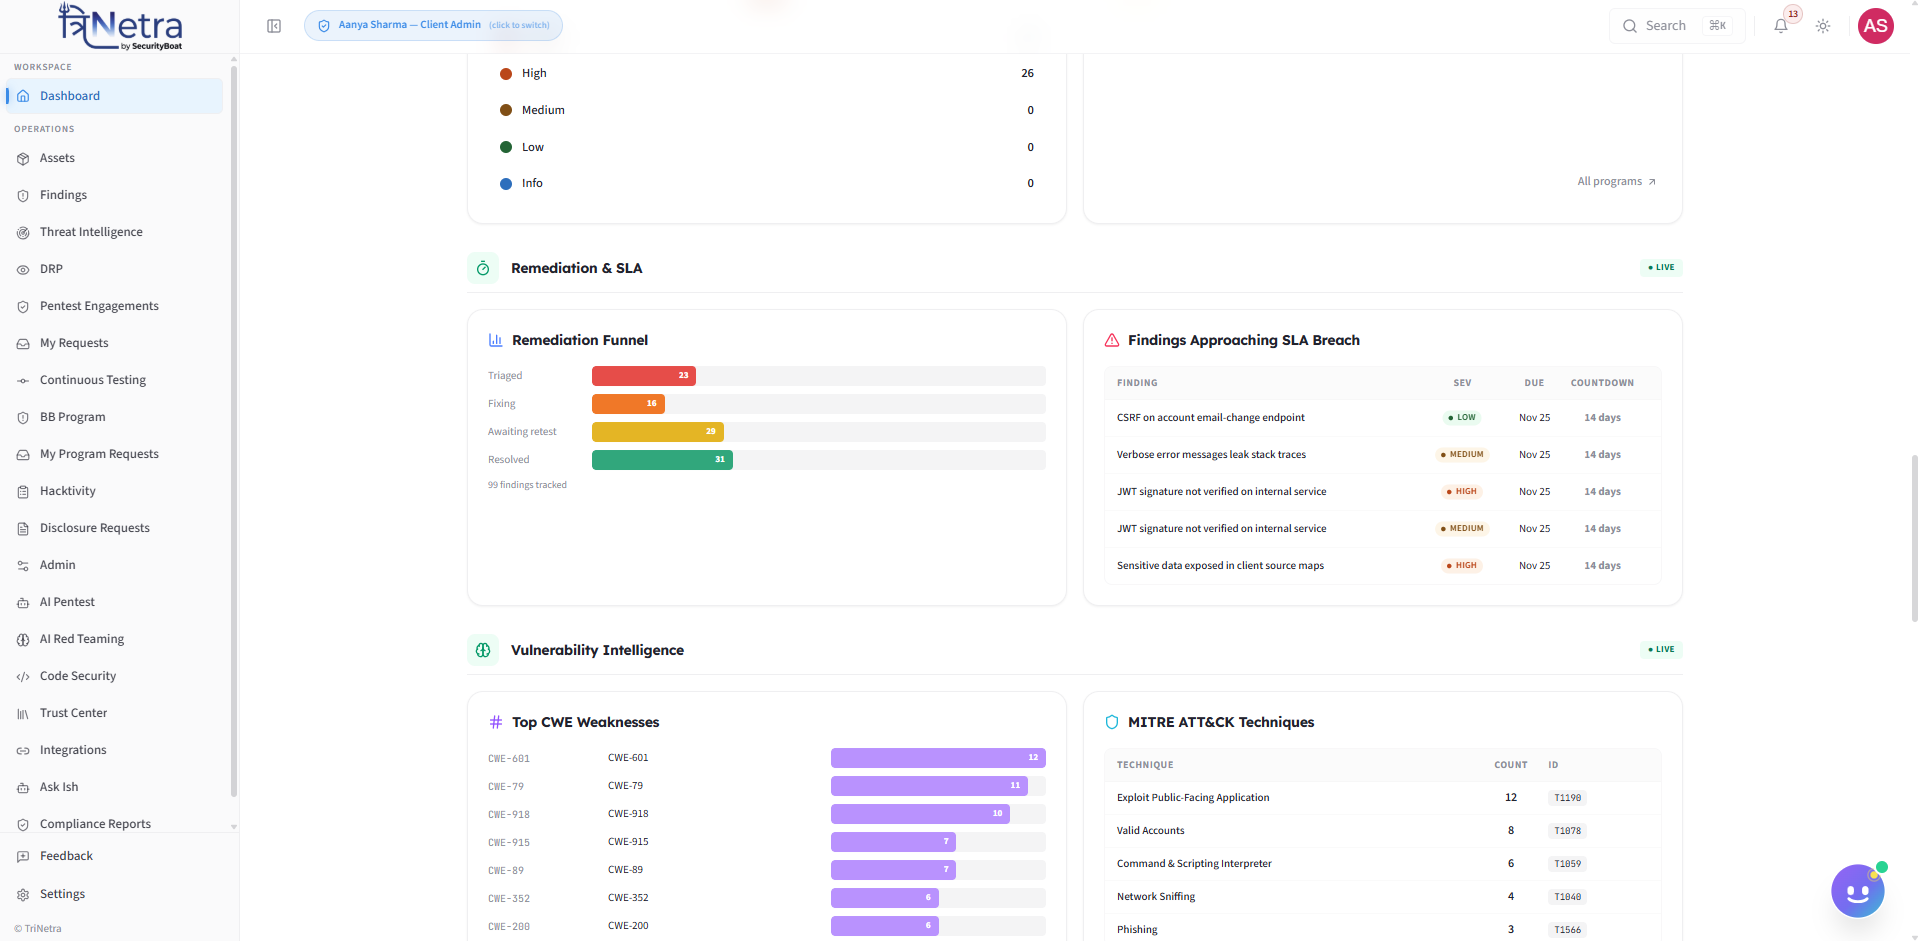 त्रिNetra
by SecurityBoat
Aanya Sharma — Client Admin (click to switch)
Search ⌘K
13
AS
WORKSPACE
Dashboard
OPERATIONS
Assets
Findings
Threat Intelligence
DRP
Pentest Engagements
My Requests
Continuous Testing
BB Program
My Program Requests
Hacktivity
Disclosure Requests
Admin
AI Pentest
AI Red Teaming
Code Security
Trust Center
Integrations
Ask Ish
Compliance Reports
Feedback
Settings
© TriNetra
High 26
Medium 0
Low 0
Info 0
All programs ↗
Remediation & SLA
LIVE
Remediation Funnel
Triaged 23
Fixing 16
Awaiting retest 29
Resolved 31
99 findings tracked
Findings Approaching SLA Breach
FINDING SEV DUE COUNTDOWN
CSRF on account email-change endpoint LOW Nov 25 14 days
Verbose error messages leak stack traces MEDIUM Nov 25 14 days
JWT signature not verified on internal service HIGH Nov 25 14 days
JWT signature not verified on internal service MEDIUM Nov 25 14 days
Sensitive data exposed in client source maps HIGH Nov 25 14 days
Vulnerability Intelligence
LIVE
Top CWE Weaknesses
CWE-601 CWE-601 12
CWE-79 CWE-79 11
CWE-918 CWE-918 10
CWE-915 CWE-915 7
CWE-89 CWE-89 7
CWE-352 CWE-352 6
CWE-200 CWE-200 6
MITRE ATT&CK Techniques
TECHNIQUE COUNT ID
Exploit Public-Facing Application 12 T1190
Valid Accounts 8 T1078
Command & Scripting Interpreter 6 T1059
Network Sniffing 4 T1040
Phishing 3 T1566